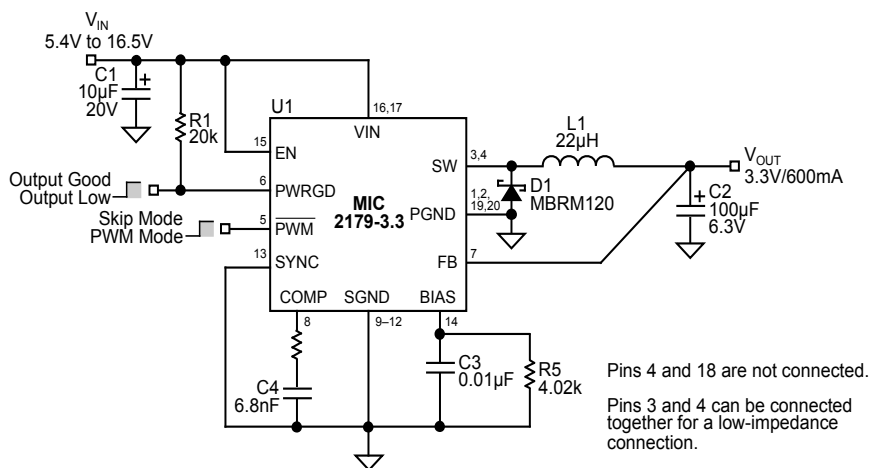 VIN
5.4V to 16.5V
C1
10µF
20V
R1
20k
U1
16,17
VIN
15
EN
SW
3,4
L1
22µH
VOUT
3.3V/600mA
Output Good
Output Low
6
PWRGD
MIC
2179-3.3
1,2,
19,20
PGND
D1
MBRM120
C2
100µF
6.3V
Skip Mode
PWM Mode
5
PWM
13
SYNC
FB
7
COMP
SGND
BIAS
8
9–12
14
C4
6.8nF
C3
0.01µF
R5
4.02k
Pins 4 and 18 are not connected.
Pins 3 and 4 can be connected
together for a low-impedance
connection.